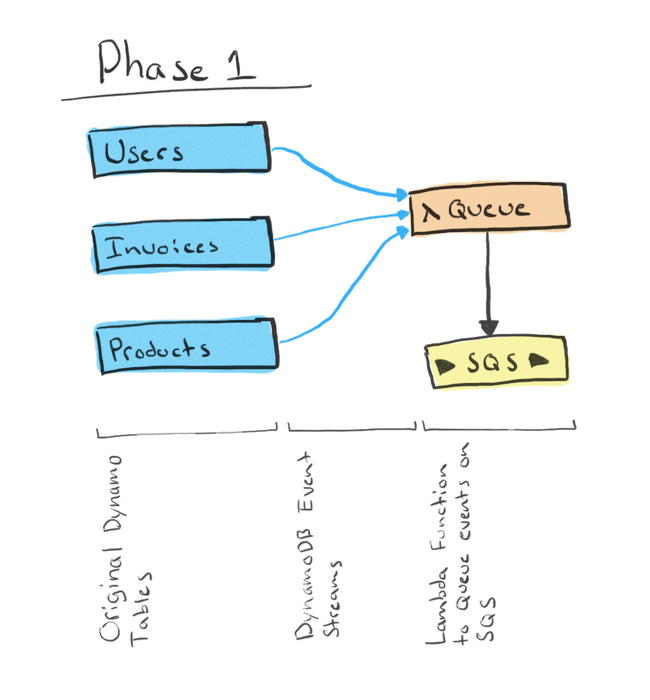 Phase 1
Users
Invoices
Products
λ Queue
SQS
Original Dynamo
Tables
DynamoDB Event
Streams
Lambda Function
to Queue events on
SQS